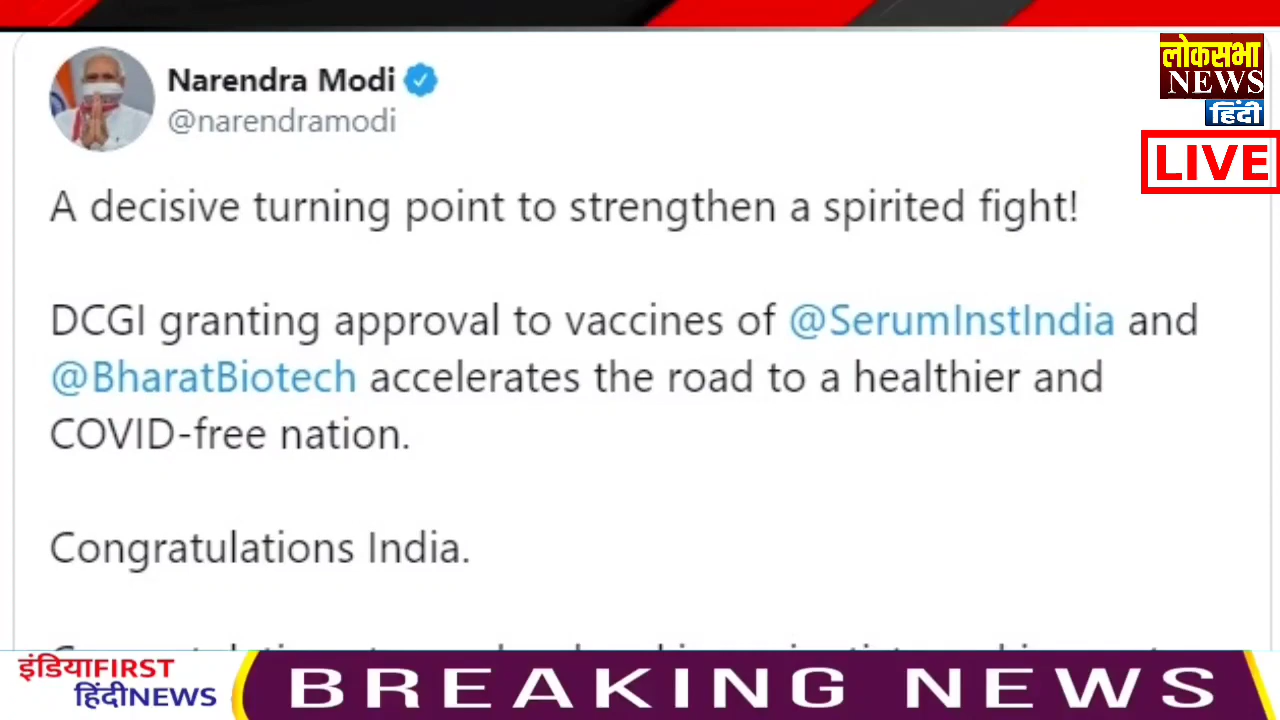 Narendra Modi
@narendramodi
लोकसभा
NEWS
हिंदी
LIVE
A decisive turning point to strengthen a spirited fight!
DCGI granting approval to vaccines of @SerumInstIndia and
@BharatBiotech accelerates the road to a healthier and
COVID-free nation.
Congratulations India.
इंडियाFIRST
हिंदीNEWS
BREAKING NEWS